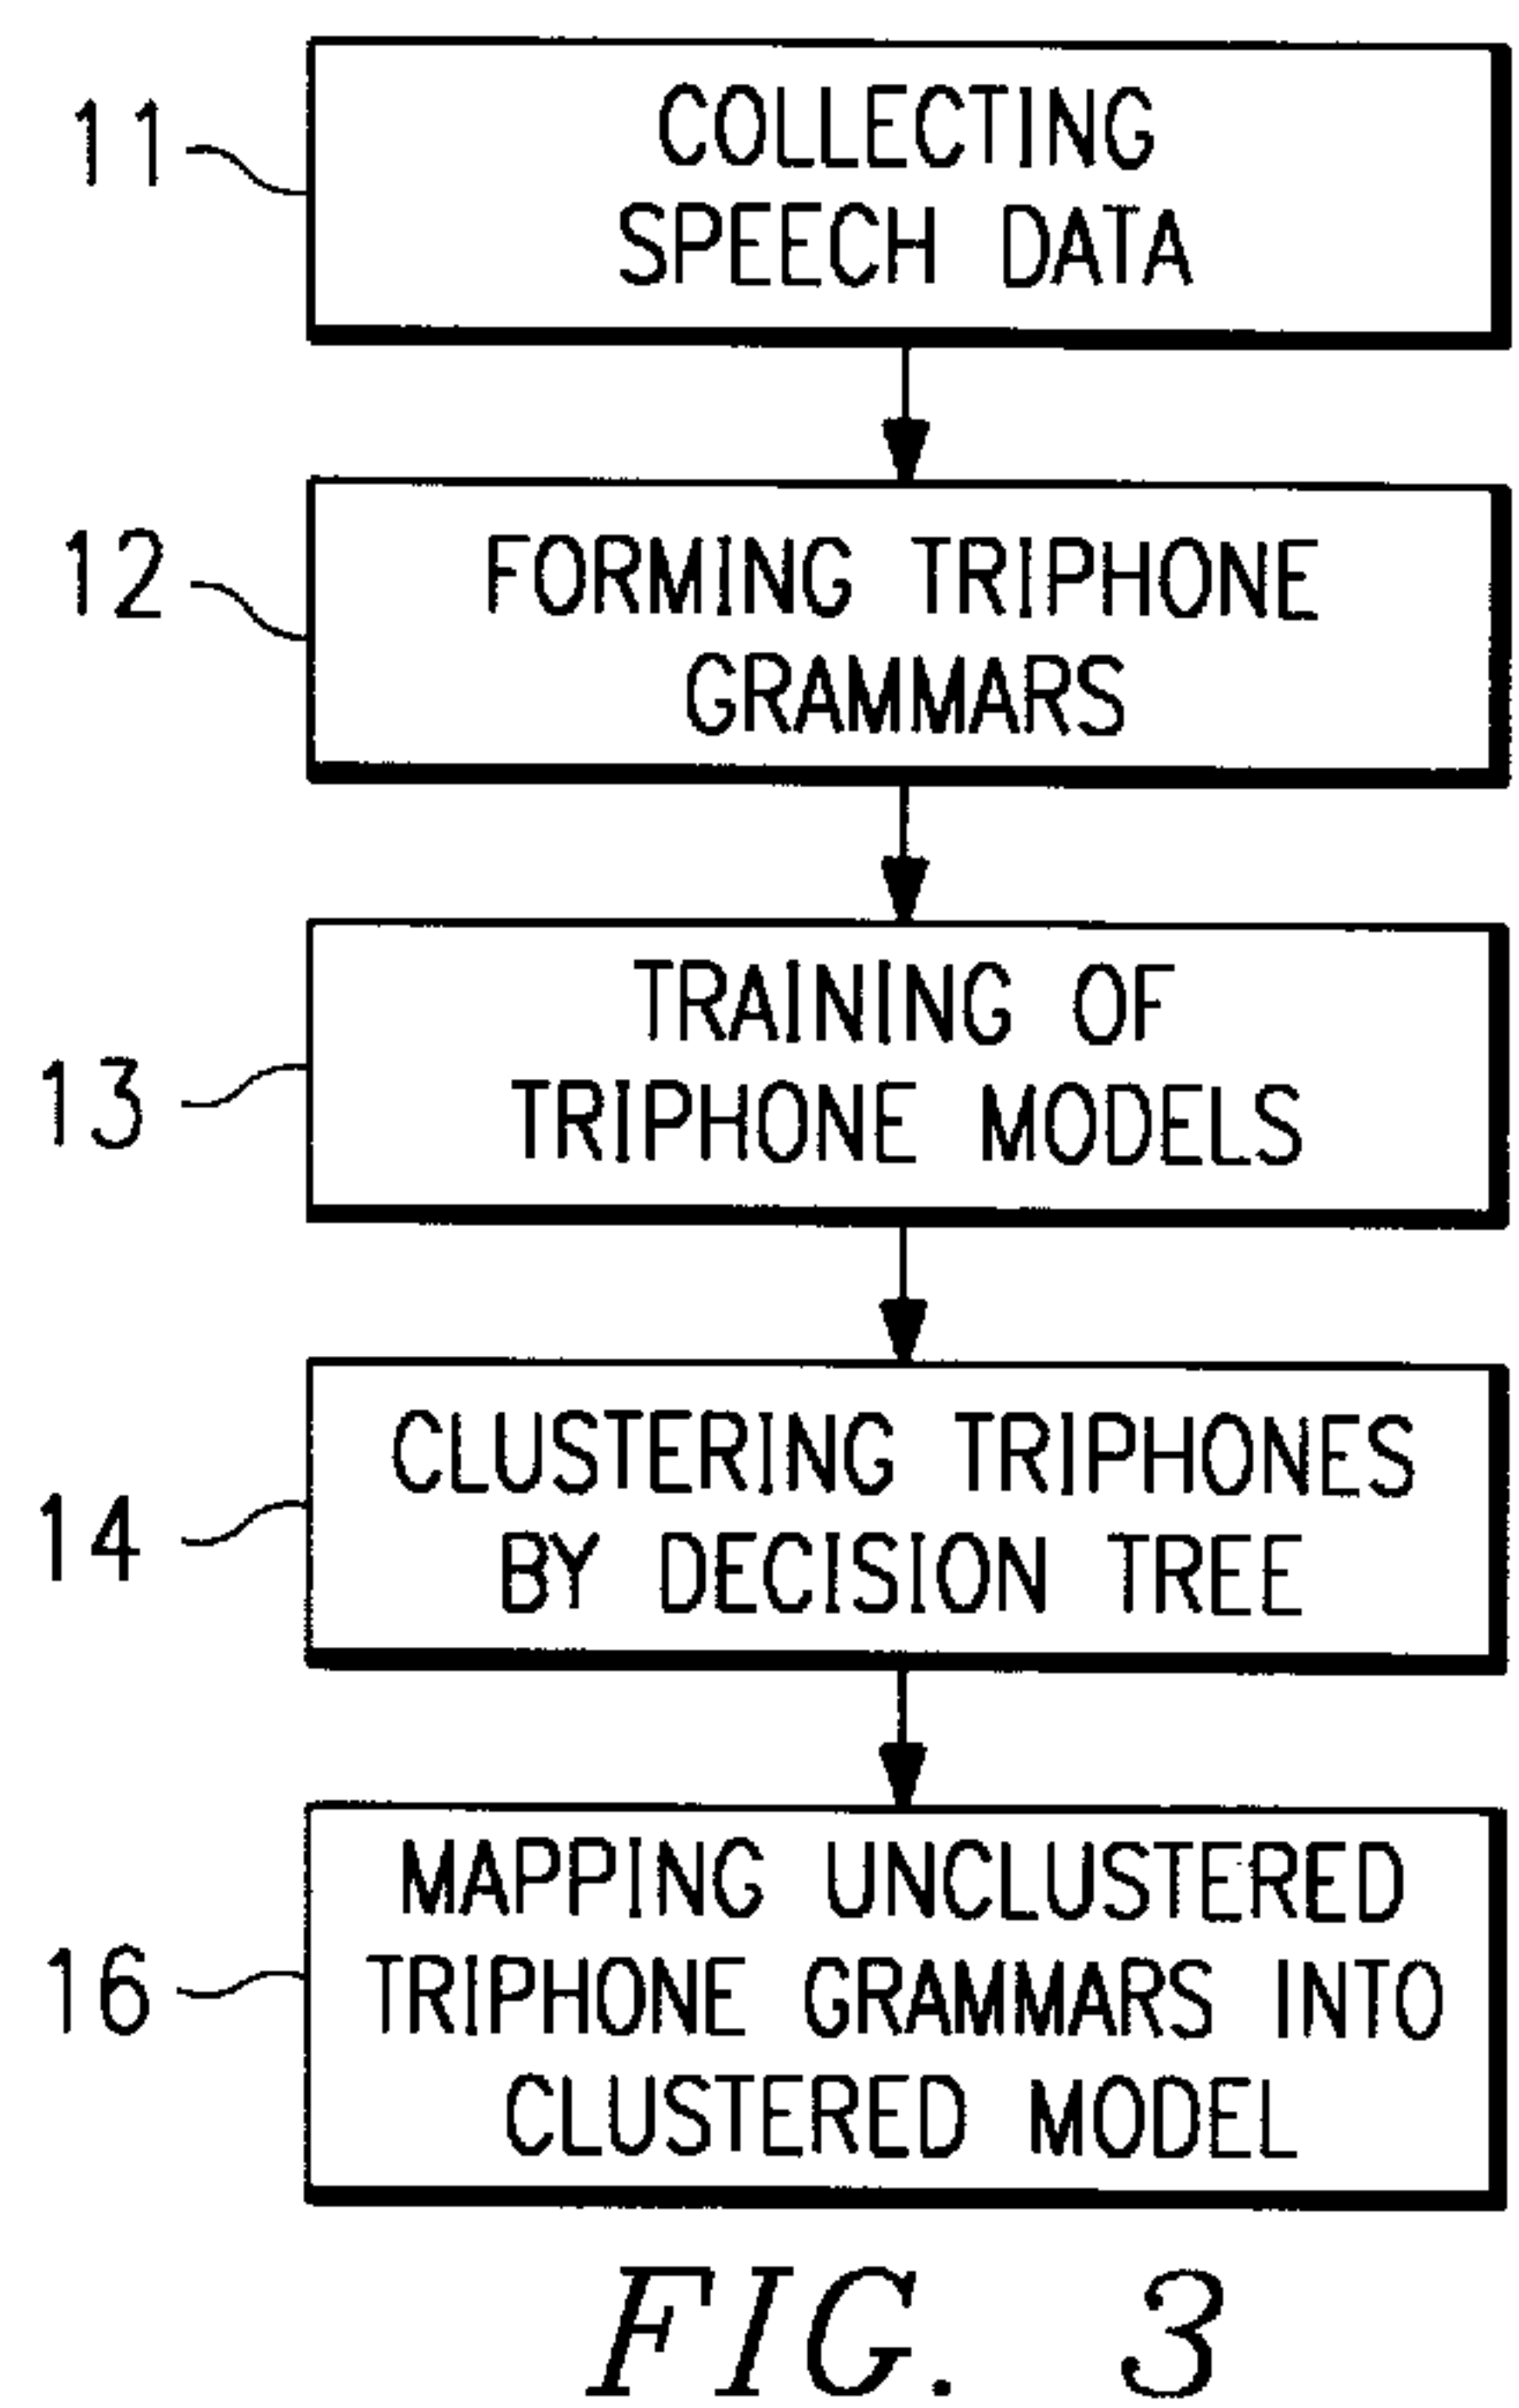 11
COLLECTING
SPEECH DATA
12
FORMING TRIPHONE
GRAMMARS
13
TRAINING OF
TRIPHONE MODELS
14
CLUSTERING TRIPHONES
BY DECISION TREE
16
MAPPING UNCLUSTERED
TRIPHONE GRAMMARS INTO
CLUSTERED MODEL
FIG. 3